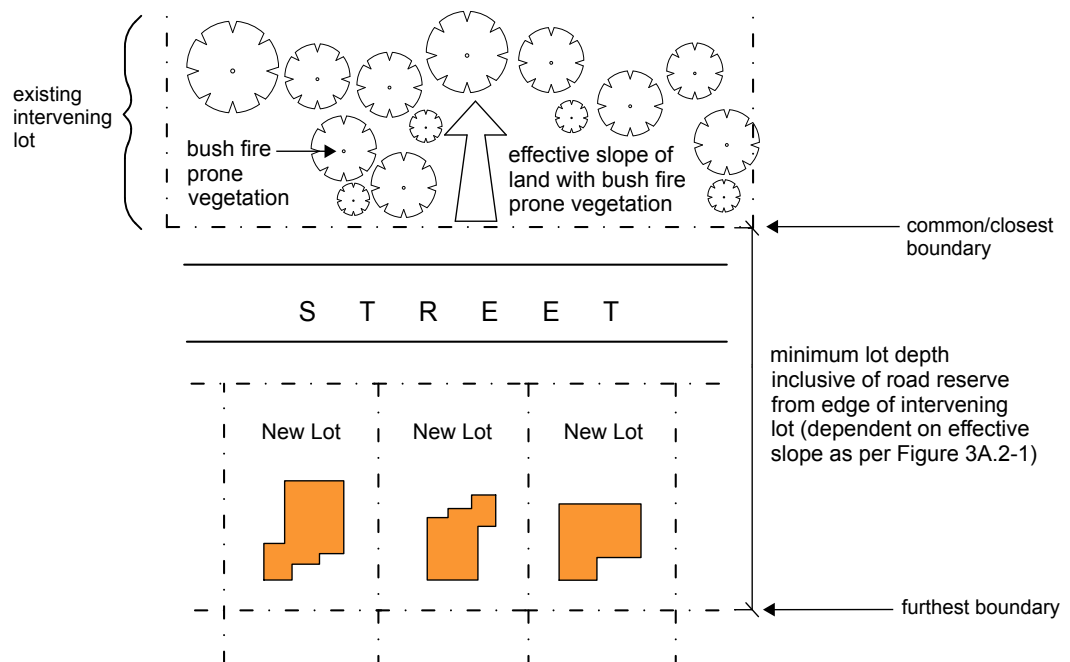 existing
intervening
lot
bush fire
prone
vegetation
effective slope of
land with bush fire
prone vegetation
common/closest
boundary
S T R E E T
minimum lot depth
inclusive of road reserve
from edge of intervening
lot (dependent on effective
slope as per Figure 3A.2-1)
New Lot
New Lot
New Lot
furthest boundary